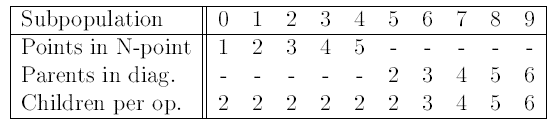 Subpopulation 0 1 2 3 4 5 6 7 8 9
Points in N-point 1 2 3 4 5 - - - - -
Parents in diag. - - - - - 2 3 4 5 6
Children per op. 2 2 2 2 2 2 3 4 5 6